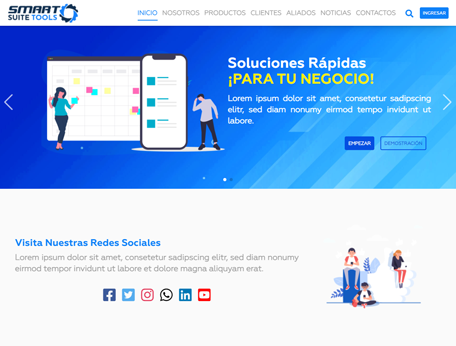 SMART
SUITE TOOLS
INICIO NOSOTROS PRODUCTOS CLIENTES ALIADOS NOTICIAS CONTACTOS INGRESAR
Soluciones Rápidas
¡PARA TU NEGOCIO!
Lorem ipsum dolor sit amet, consetetur sadipscing
elitr, sed diam nonumy eirmod tempo invidunt ut
labore.
EMPEZAR DEMOSTRACIÓN
Visita Nuestras Redes Sociales
Lorem ipsum dolor sit amet, consetetur sadipscing elitr, sed diam nonumy
eirmod tempor invidunt ut labore et dolore magna aliquyam erat.